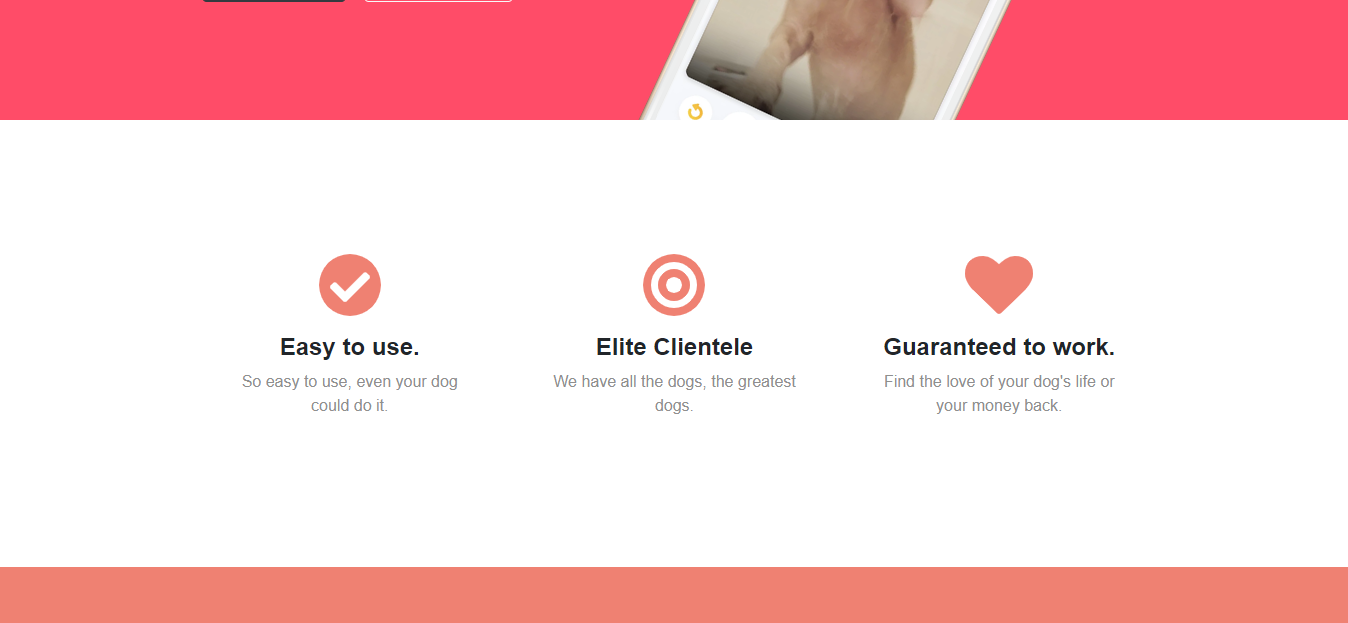 Easy to use.
So easy to use, even your dog
could do it.
Elite Clientele
We have all the dogs, the greatest
dogs.
Guaranteed to work.
Find the love of your dog's life or
your money back.